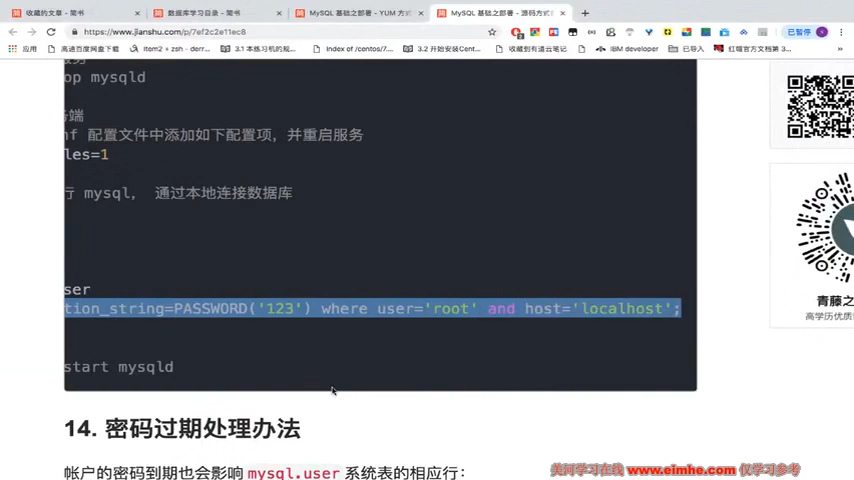 收藏的文章 - 简书
数据库学习目录 - 简书
MySQL 基础之部署 - YUM 方式
MySQL 基础之部署 - 源码方式
https://www.jianshu.com/p/7ef2c2e11ec8
已暂停
应用
高速百度网盘下载
item2 + zsh - derr...
3.1 本练习机的规...
Index of /centos/7...
3.2 开始安装Cent...
收藏到有道云笔记
IBM developer
已导入
红帽官方文档第 3...
op mysqld
务端
nf 配置文件中添加如下配置项，并重启服务
les=1
行 mysql， 通过本地连接数据库
ser
tion_string=PASSWORD('123') where user='root' and host='localhost';
start mysqld
青藤之
高学历优质
14. 密码过期处理办法
帐户的密码到期也会影响 mysql.user 系统表的相应行：
美河学习在线 www.eimhe.com 仅学习参考